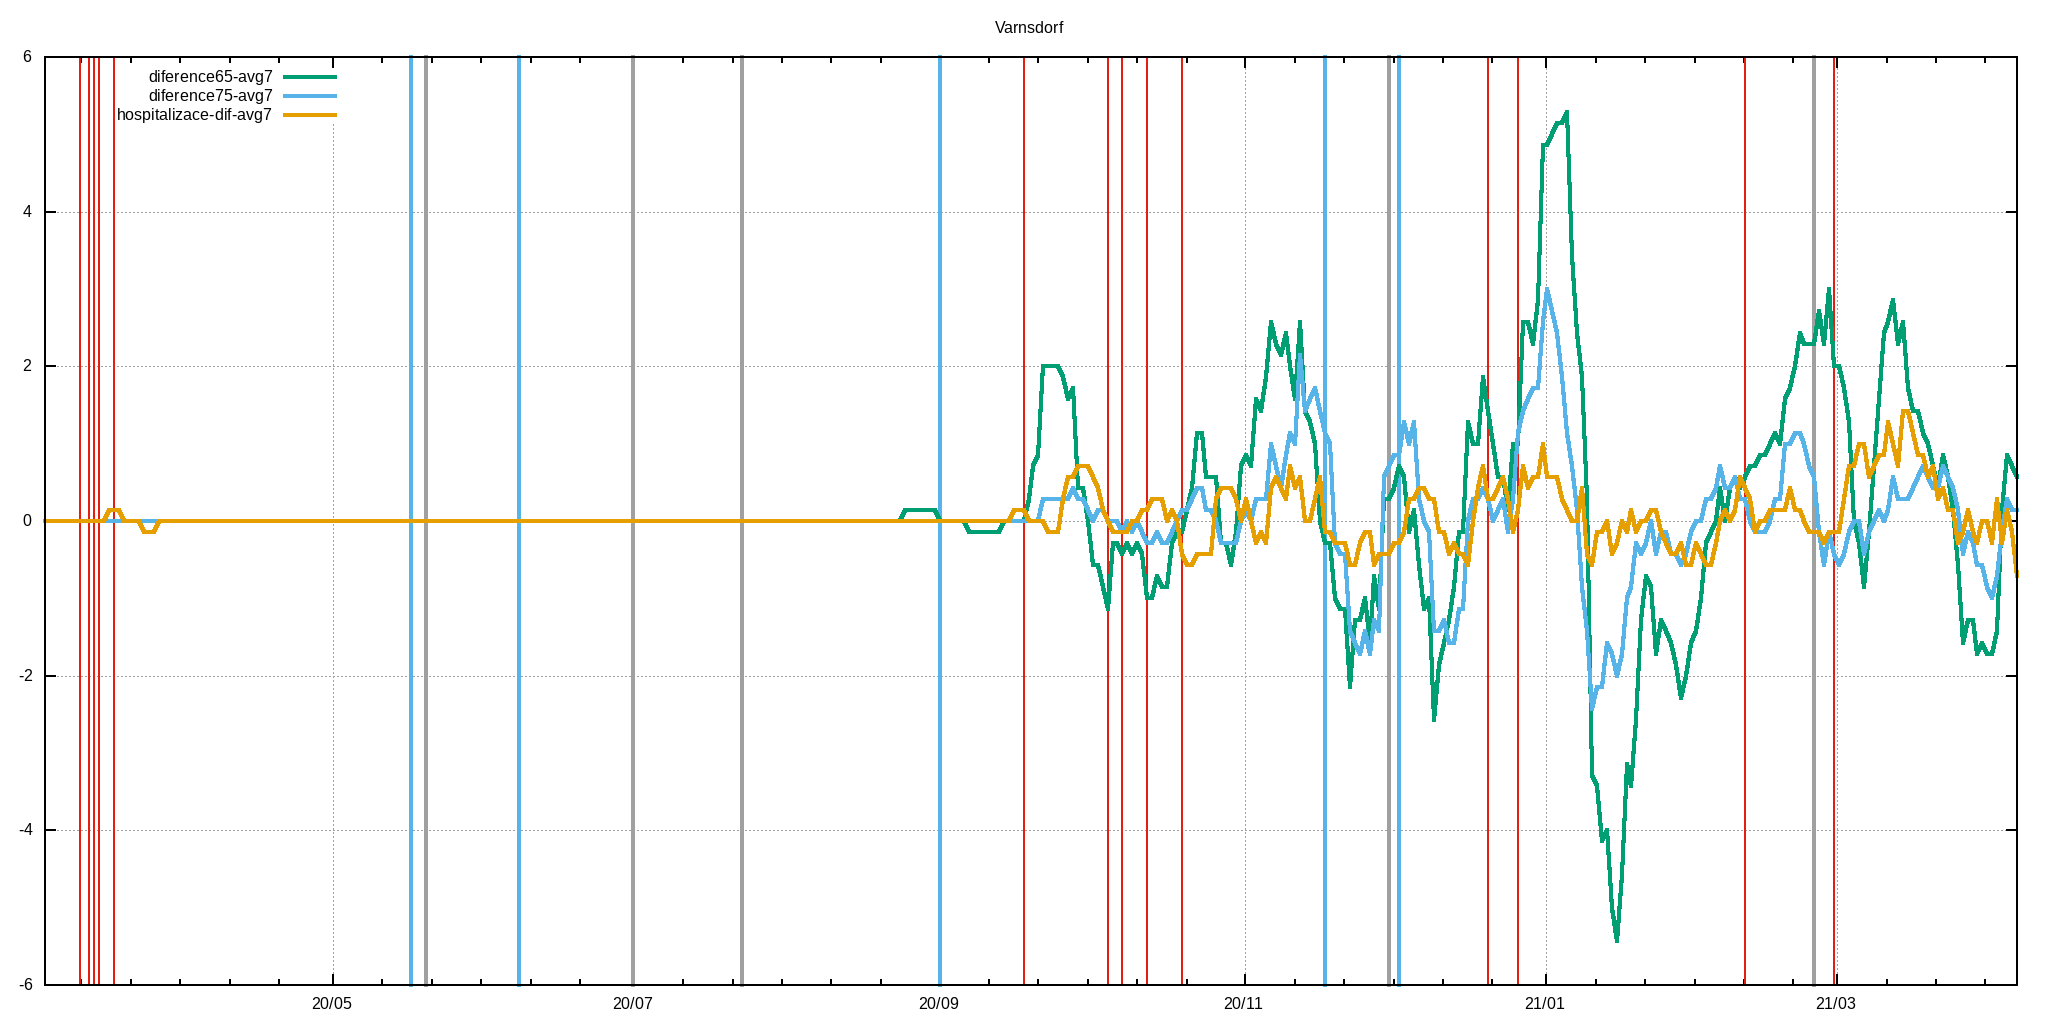 Varnsdorf
6
diference65-avg7
diference75-avg7
hospitalizace-dif-avg7
4
2
0
-2
-4
-6
20/05 20/07 20/09 20/11 21/01 21/03